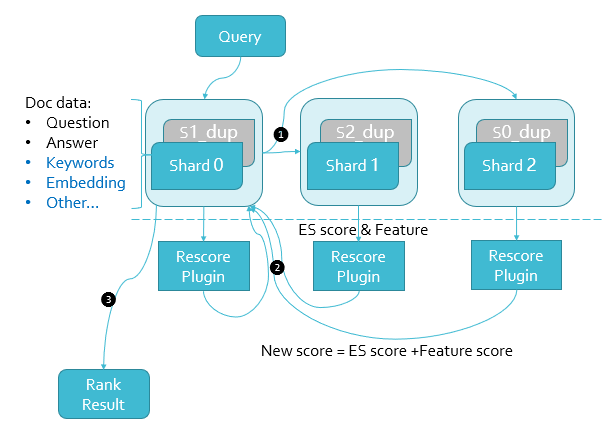 Query
Doc data:
• Question
• Answer
• Keywords
• Embedding
• Other...
S1_dup
Shard 0
1
S2_dup
Shard 1
S0_dup
Shard 2
ES score & Feature
Rescore
Plugin
2
Rescore
Plugin
Rescore
Plugin
3
New score = ES score +Feature score
Rank
Result